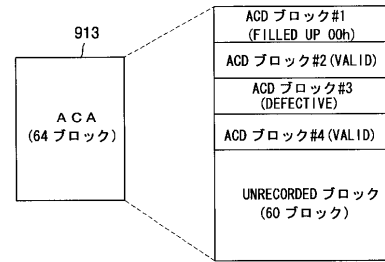 913
ＡＣＡ
(64 ブロック)
ACD ブロック#1
(FILLED UP 00h)
ACD ブロック#2(VALID)
ACD ブロック#3
(DEFECTIVE)
ACD ブロック#4(VALID)
UNRECORDED ブロック
(60 ブロック)